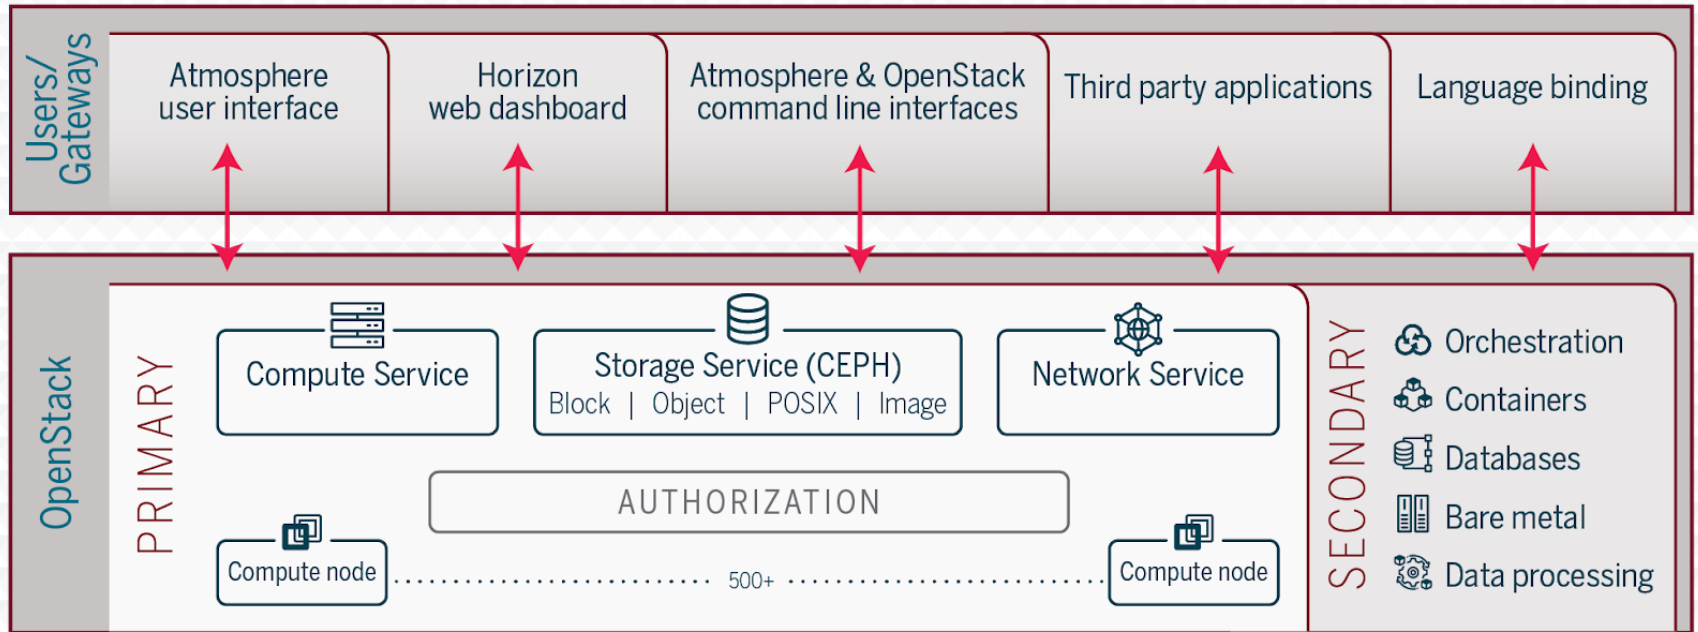 Users/
Gateways
Atmosphere
user interface
Horizon
web dashboard
Atmosphere & OpenStack
command line interfaces
Third party applications
Language binding
OpenStack
PRIMARY
Compute Service
Storage Service (CEPH)
Block | Object | POSIX | Image
Network Service
AUTHORIZATION
Compute node
500+
Compute node
SECONDARY
Orchestration
Containers
Databases
Bare metal
Data processing